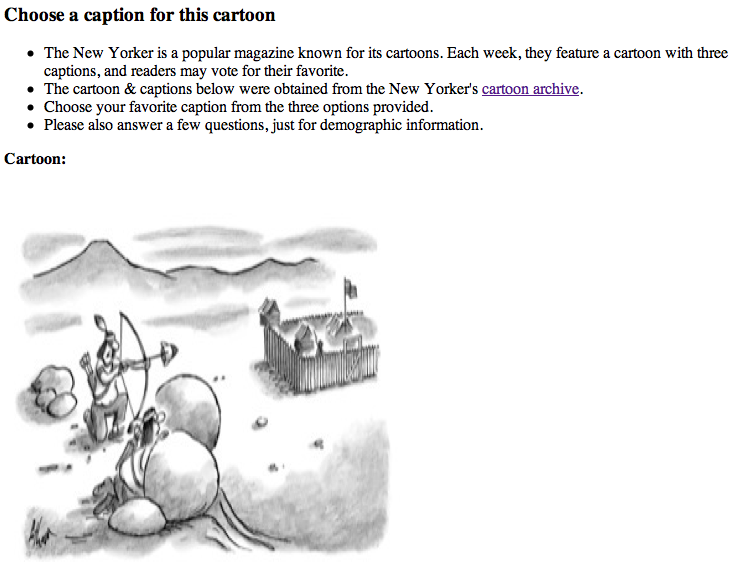 Choose a caption for this cartoon
• The New Yorker is a popular magazine known for its cartoons. Each week, they feature a cartoon with three
captions, and readers may vote for their favorite.
• The cartoon & captions below were obtained from the New Yorker's cartoon archive.
• Choose your favorite caption from the three options provided.
• Please also answer a few questions, just for demographic information.
Cartoon: